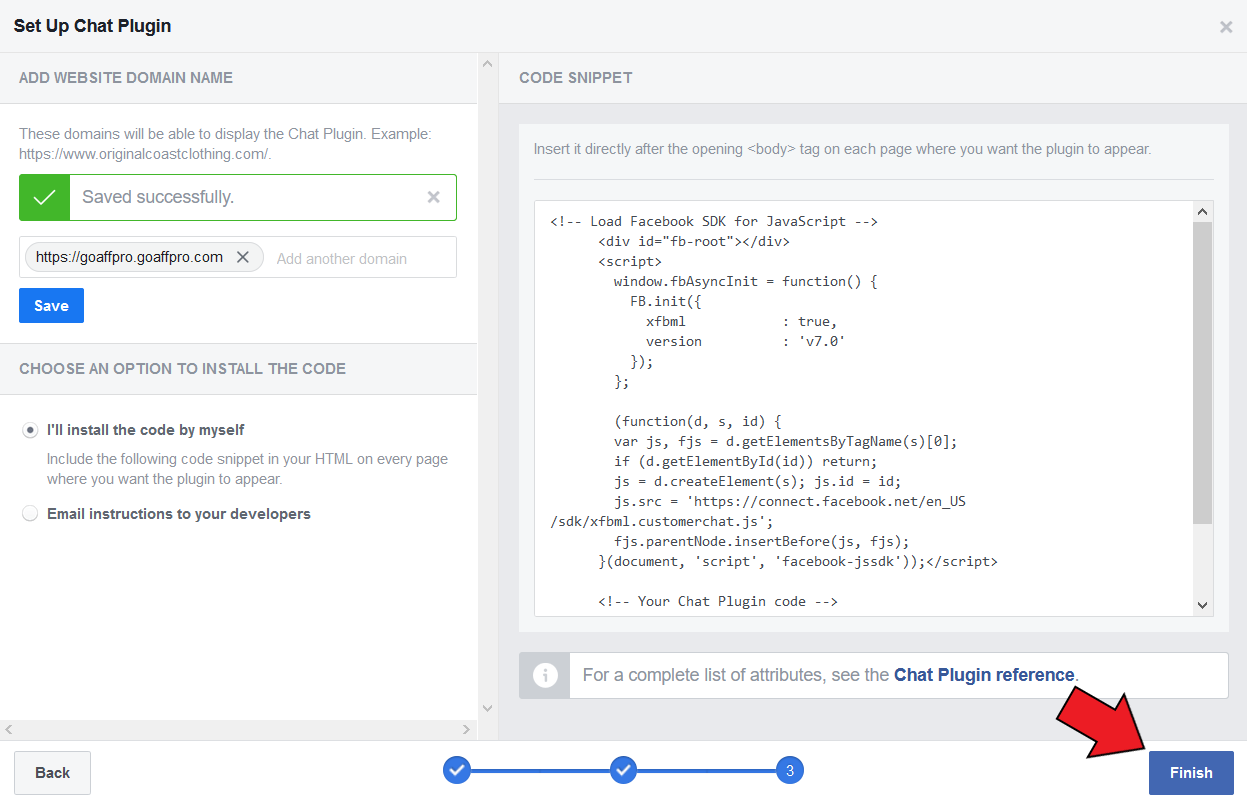 Set Up Chat Plugin
ADD WEBSITE DOMAIN NAME
These domains will be able to display the Chat Plugin. Example:
https://www.originalcoastclothing.com/.
Saved successfully.
https://goaffpro.goaffpro.com
Add another domain
Save
CHOOSE AN OPTION TO INSTALL THE CODE
I'll install the code by myself
Include the following code snippet in your HTML on every page
where you want the plugin to appear.
Email instructions to your developers
CODE SNIPPET
Insert it directly after the opening <body> tag on each page where you want the plugin to appear.
<!-- Load Facebook SDK for JavaScript -->
<div id="fb-root"></div>
<script>
window.fbAsyncInit = function() {
FB.init({
xfbml : true,
version : 'v7.0'
});
};
(function(d, s, id) {
var js, fjs = d.getElementsByTagName(s)[0];
if (d.getElementById(id)) return;
js = d.createElement(s); js.id = id;
js.src = 'https://connect.facebook.net/en_US
/sdk/xfbml.customerchat.js';
fjs.parentNode.insertBefore(js, fjs);
}(document, 'script', 'facebook-jssdk'));</script>
<!-- Your Chat Plugin code -->
For a complete list of attributes, see the Chat Plugin reference.
Back
3
Finish